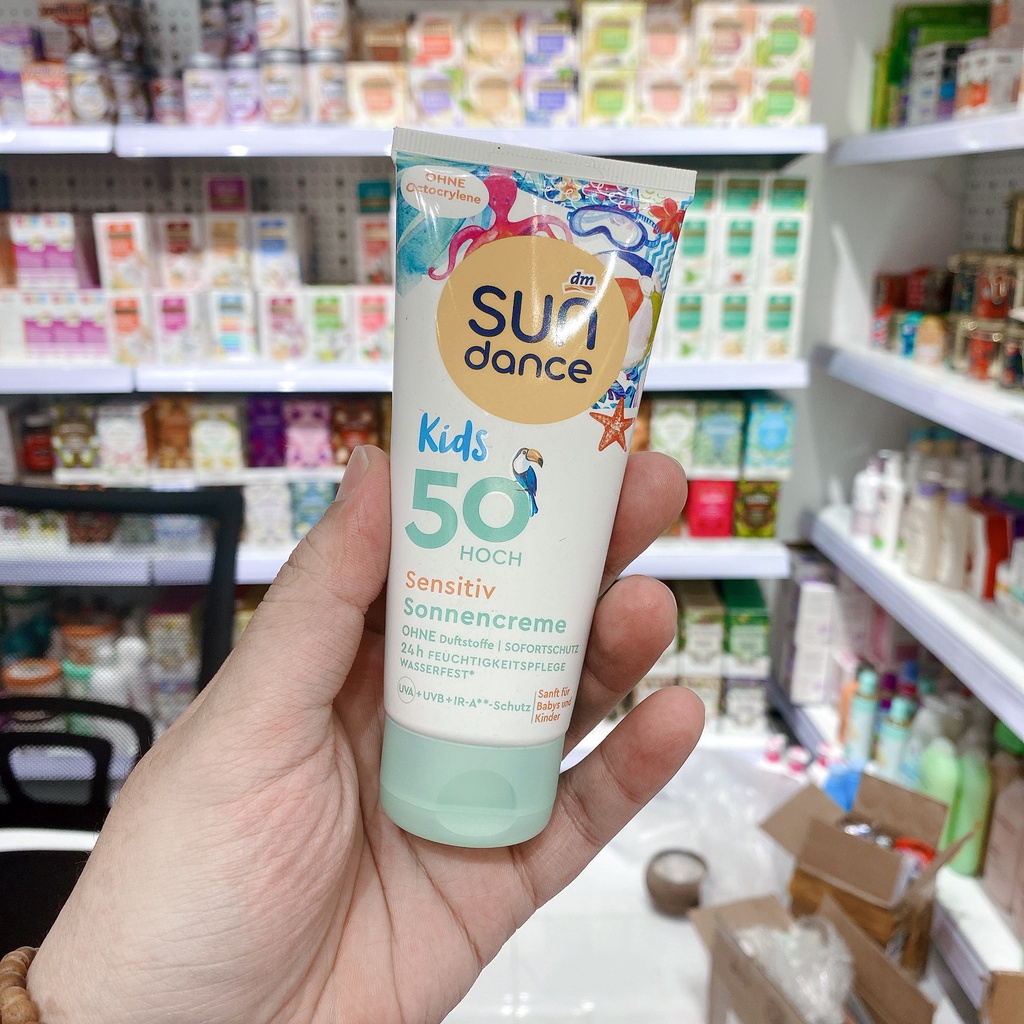 OHNE
Octocrylene
dm
SUN
dance
Kids
50
HOCH
Sensitiv
Sonnencreme
OHNE Duftstoffe | SOFORTSCHUTZ
24h FEUCHTIGKEITSPFLEGE
WASSERFEST*
UVA + UVB + IR-A**-Schutz
Sanft für
Babys und
Kinder